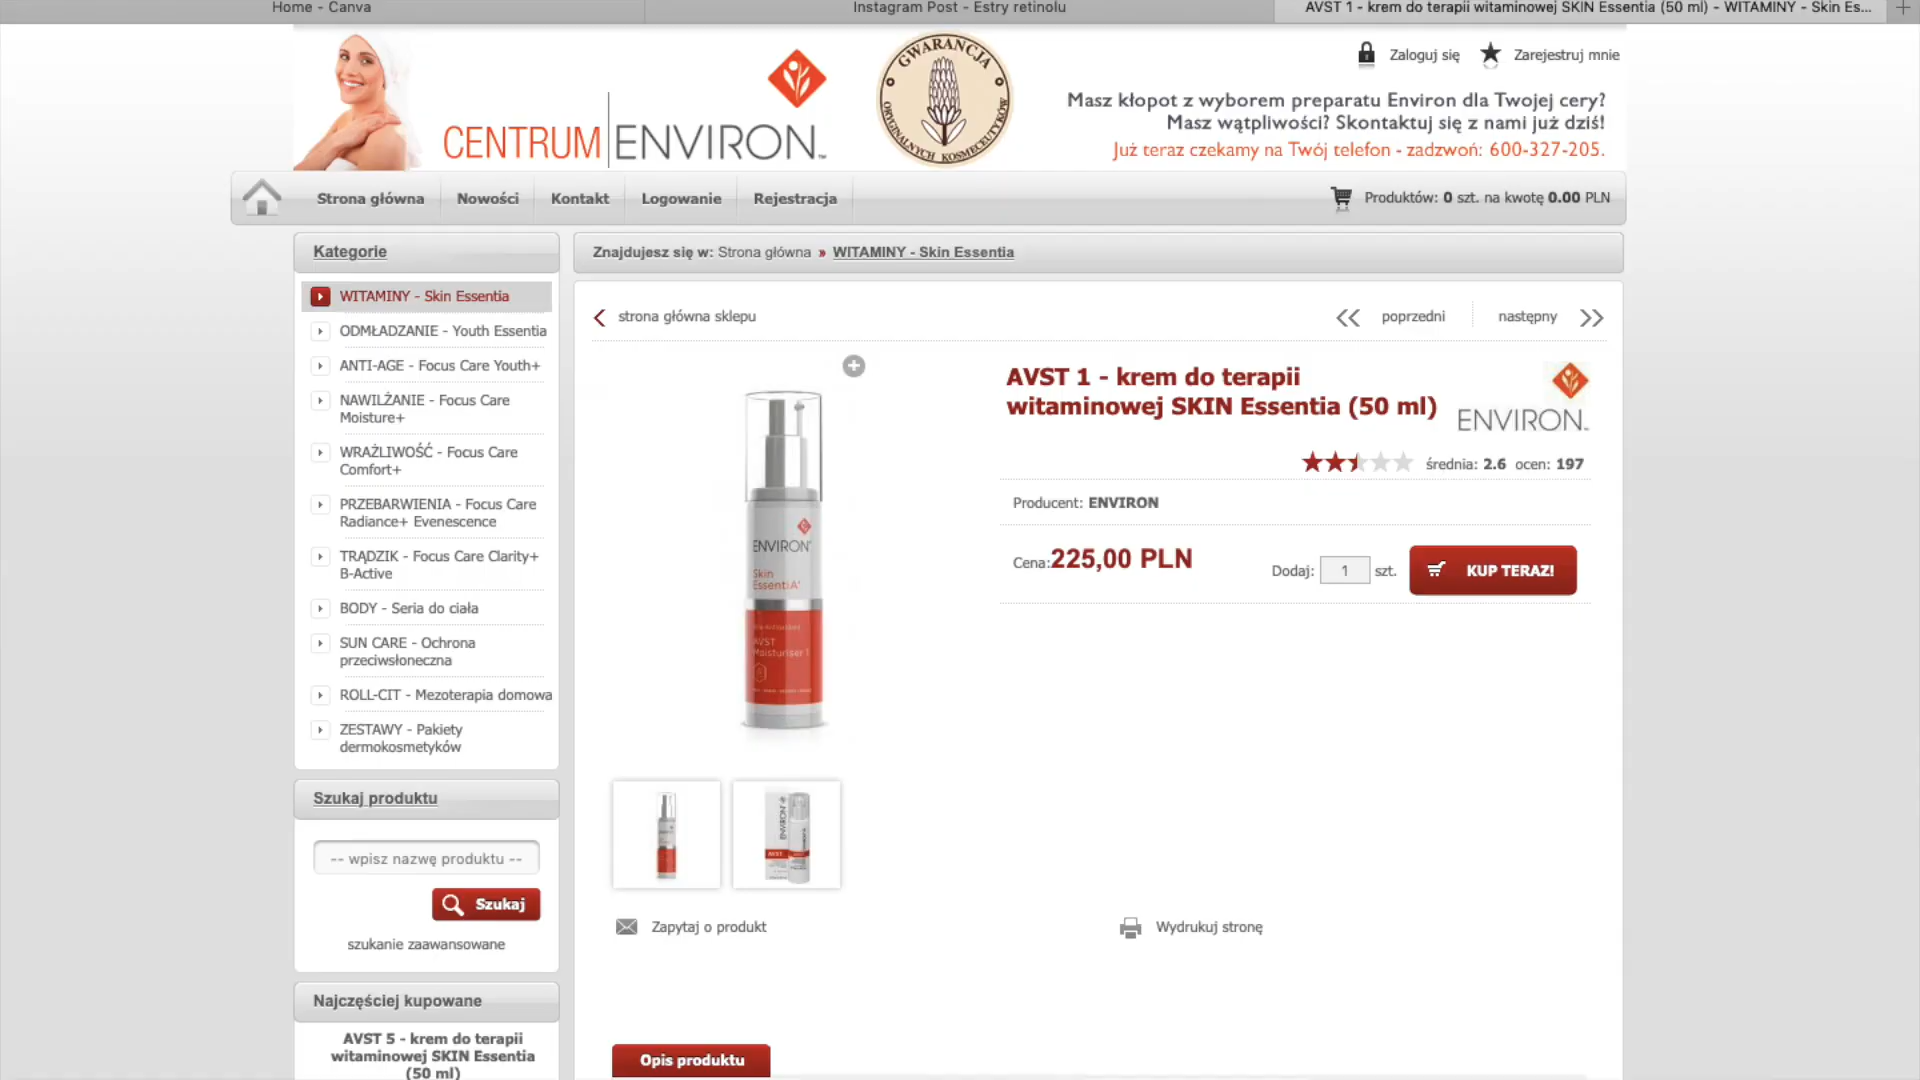 Home - Canva
Instagram Post - Estry retinolu
AVST 1 - krem do terapii witaminowej SKIN Essentia (50 ml) - WITAMINY - Skin Es...
CENTRUM ENVIRON™
GWARANCJA
ORYGINALNYCH KOSMECEUTYKÓW
Zaloguj się
Zarejestruj mnie
Masz kłopot z wyborem preparatu Environ dla Twojej cery?
Masz wątpliwości? Skontaktuj się z nami już dziś!
Już teraz czekamy na Twój telefon - zadzwoń: 600-327-205.
Strona główna
Nowości
Kontakt
Logowanie
Rejestracja
Produktów: 0 szt. na kwotę 0.00 PLN
Kategorie
WITAMINY - Skin Essentia
ODMŁADZANIE - Youth Essentia
ANTI-AGE - Focus Care Youth+
NAWILŻANIE - Focus Care
Moisture+
WRAŻLIWOŚĆ - Focus Care
Comfort+
PRZEBARWIENIA - Focus Care
Radiance+ Evenescence
TRĄDZIK - Focus Care Clarity+
B-Active
BODY - Seria do ciała
SUN CARE - Ochrona
przeciwsłoneczna
ROLL-CIT - Mezoterapia domowa
ZESTAWY - Pakiety
dermokosmetyków
Szukaj produktu
-- wpisz nazwę produktu --
Szukaj
szukanie zaawansowane
Najczęściej kupowane
AVST 5 - krem do terapii
witaminowej SKIN Essentia
(50 ml)
Znajdujesz się w: Strona główna » WITAMINY - Skin Essentia
strona główna sklepu
poprzedni
następny
ENVIRON
Skin
EssentiA
AVST
Moisturiser 1
ENVIRON
AVST
AVST 1 - krem do terapii
witaminowej SKIN Essentia (50 ml)
ENVIRON™
średnia: 2.6 ocen: 197
Producent: ENVIRON
Cena:225,00 PLN
Dodaj: 1 szt.
KUP TERAZ!
Zapytaj o produkt
Wydrukuj stronę
Opis produktu